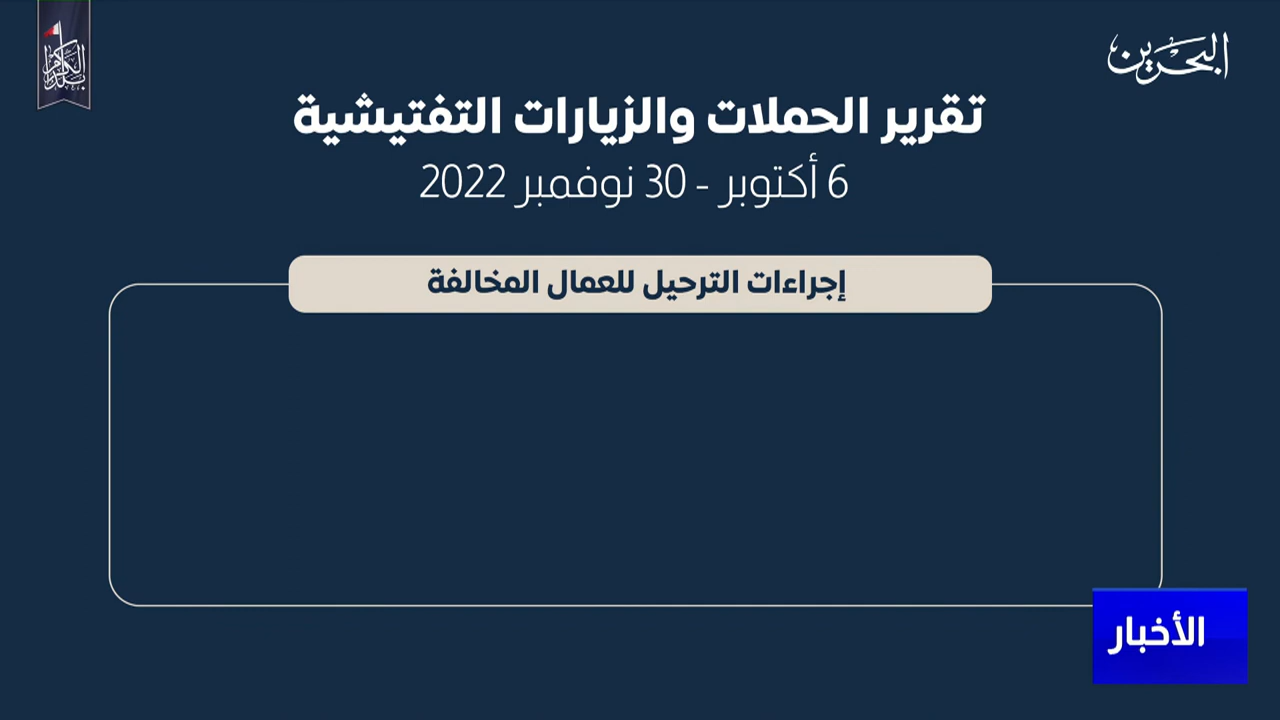 البحرين
تقرير الحملات والزيارات التفتيشية
6 أكتوبر - 30 نوفمبر 2022
إجراءات الترحيل للعمال المخالفة
الأخبار